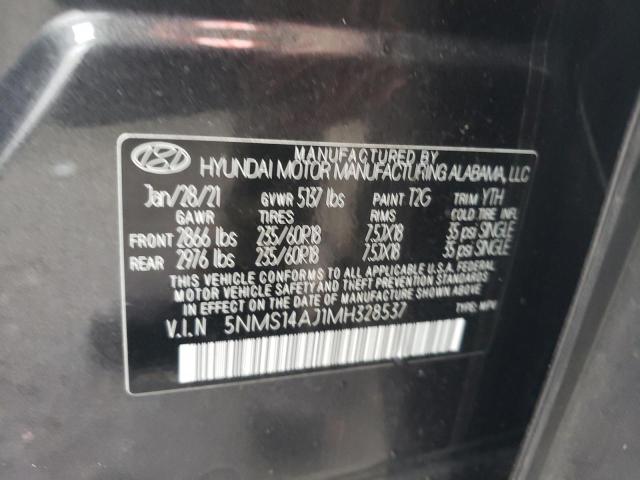 MANUFACTURED BY
HYUNDAI MOTOR MANUFACTURING ALABAMA, LLC
Jan/28/21 GVWR 5137 lbs PAINT T2G TRIM YTH
GAWR TIRES RIMS COLD TIRE INFL
FRONT 2866 lbs 235/60R18 7.5JX18 35 psi SINGLE
REAR 2976 lbs 235/60R18 7.5JX18 35 psi SINGLE
THIS VEHICLE CONFORMS TO ALL APPLICABLE U.S.A. FEDERAL
MOTOR VEHICLE SAFETY AND THEFT PREVENTION STANDARDS
IN EFFECT ON THE DATE OF MANUFACTURE SHOWN ABOVE
V.I.N 5NMS14AJ1MH328537 TYPE: MPV